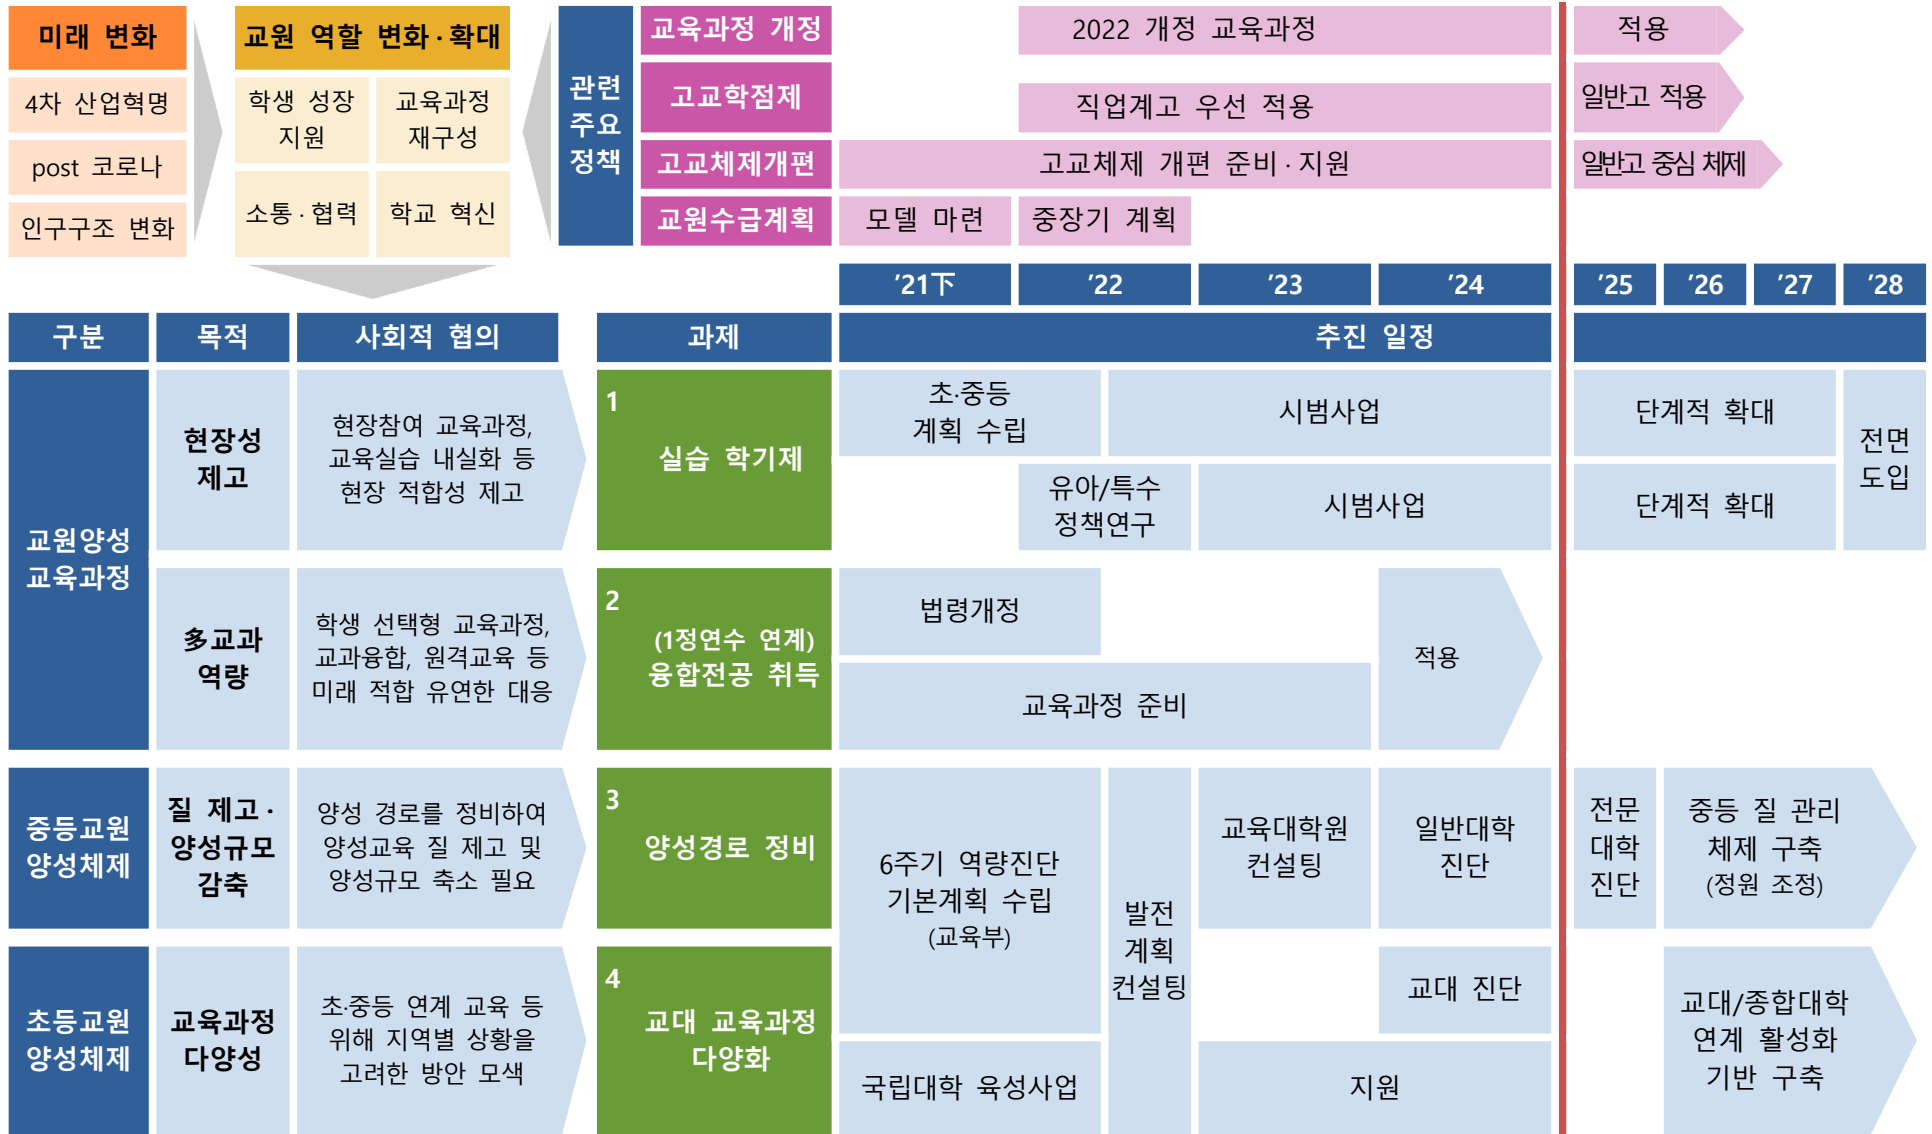 미래 변화
4차 산업혁명
post 코로나
인구구조 변화
교원 역할 변화·확대
학생 성장
지원
교육과정
재구성
소통·협력
학교 혁신
관련
주요
정책
교육과정 개정
2022 개정 교육과정
적용
고교학점제
직업계고 우선 적용
일반고 적용
고교체제개편
고교체제 개편 준비·지원
일반고 중심 체제
교원수급계획
모델 마련
중장기 계획
'21下
'22
'23
'24
'25
'26
'27
'28
구분
목적
사회적 협의
과제
추진 일정
교원양성
교육과정
현장성
제고
현장참여 교육과정,
교육실습 내실화 등
현장 적합성 제고
1
실습 학기제
초·중등
계획 수립
시범사업
단계적 확대
유아/특수
정책연구
시범사업
단계적 확대
전면
도입
多교과
역량
학생 선택형 교육과정,
교과융합, 원격교육 등
미래 적합 유연한 대응
2
(1정연수 연계)
융합전공 취득
법령개정
교육과정 준비
적용
중등교원
양성체제
질 제고·
양성규모
감축
양성 경로를 정비하여
양성교육 질 제고 및
양성규모 축소 필요
3
양성경로 정비
6주기 역량진단
기본계획 수립
(교육부)
발전
계획
컨설팅
교육대학원
컨설팅
일반대학
진단
전문
대학
진단
중등 질 관리
체제 구축
(정원 조정)
초등교원
양성체제
교육과정
다양성
초·중등 연계 교육 등
위해 지역별 상황을
고려한 방안 모색
4
교대 교육과정
다양화
국립대학 육성사업
교대 진단
지원
교대/종합대학
연계 활성화
기반 구축